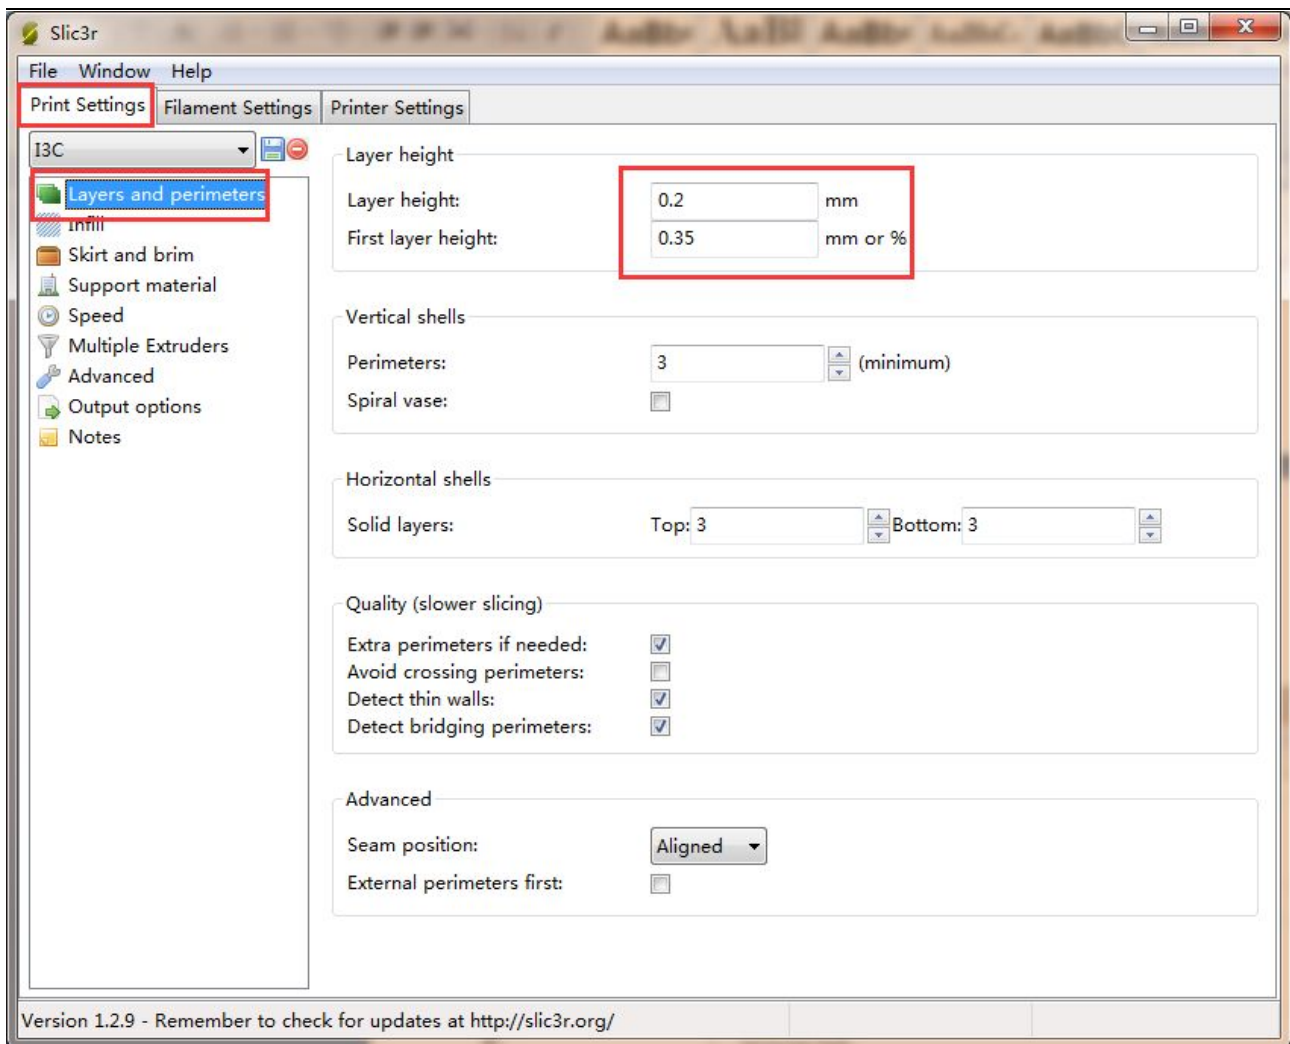 Slic3r
File Window Help
Print Settings Filament Settings Printer Settings
I3C
Layers and perimeters
Infill
Skirt and brim
Support material
Speed
Multiple Extruders
Advanced
Output options
Notes
Layer height
Layer height: 0.2 mm
First layer height: 0.35 mm or %
Vertical shells
Perimeters: 3 (minimum)
Spiral vase:
Horizontal shells
Solid layers: Top: 3 Bottom: 3
Quality (slower slicing)
Extra perimeters if needed:
Avoid crossing perimeters:
Detect thin walls:
Detect bridging perimeters:
Advanced
Seam position: Aligned
External perimeters first:
Version 1.2.9 - Remember to check for updates at http://slic3r.org/